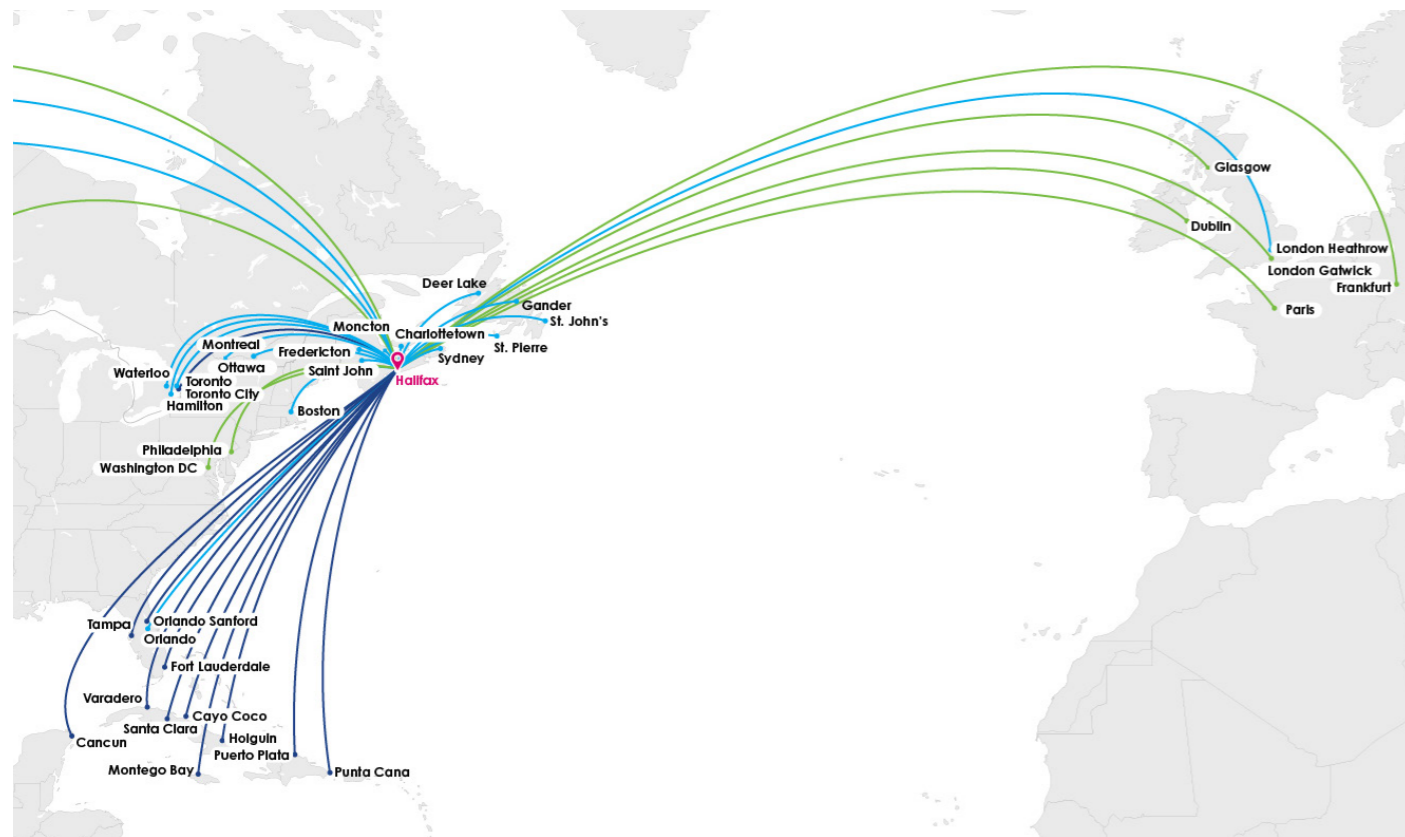 Glasgow
Dublin
London Heathrow
London Gatwick
Frankfurt
Paris
Deer Lake
Gander
St. John's
Moncton
Charlottetown
St. Pierre
Montreal
Fredericton
Sydney
Ottawa
Saint John
Waterloo
Toronto
Halifax
Toronto City
Hamilton
Boston
Philadelphia
Washington DC
Orlando Sanford
Tampa
Orlando
Fort Lauderdale
Varadero
Cayo Coco
Santa Clara
Holguin
Cancun
Puerto Plata
Montego Bay
Punta Cana